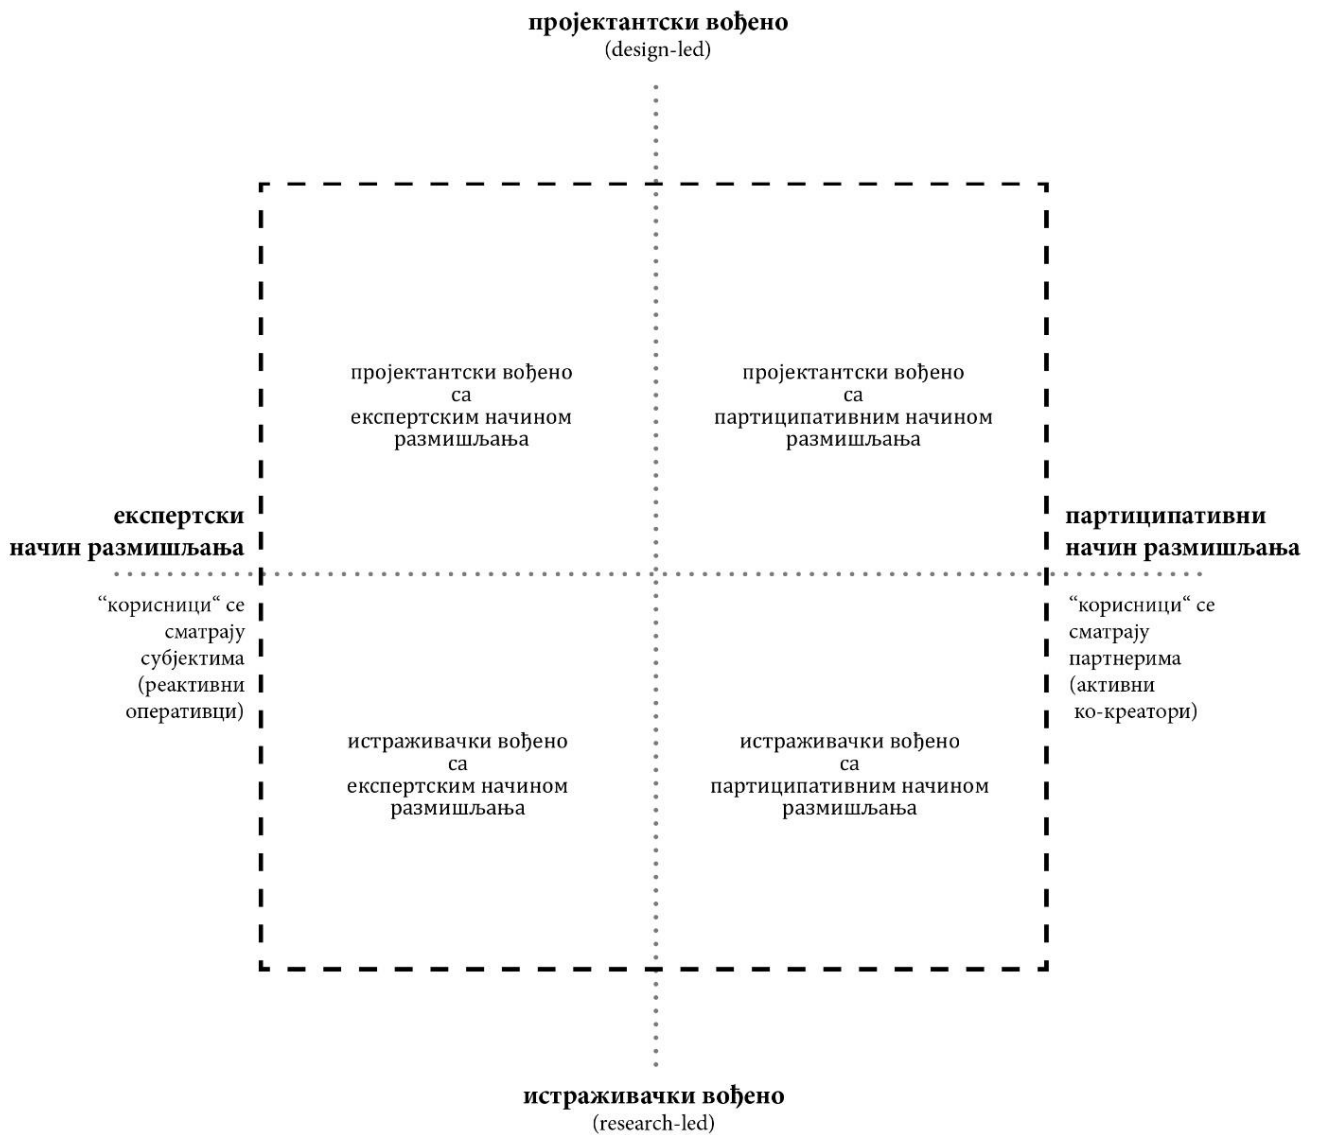 пројектантски вођено
(design-led)
пројектантски вођено
са
експертским начином
размишљања
пројектантски вођено
са
партиципативним начином
размишљања
експертски
начин размишљања
“корисници“ се
сматрају
субјектима
(реактивни
оперативци)
партиципативни
начин размишљања
“корисници“ се
сматрају
партнерима
(активни
ко-креатори)
истраживачки вођено
са
експертским начином
размишљања
истраживачки вођено
са
партиципативним начином
размишљања
истраживачки вођено
(research-led)